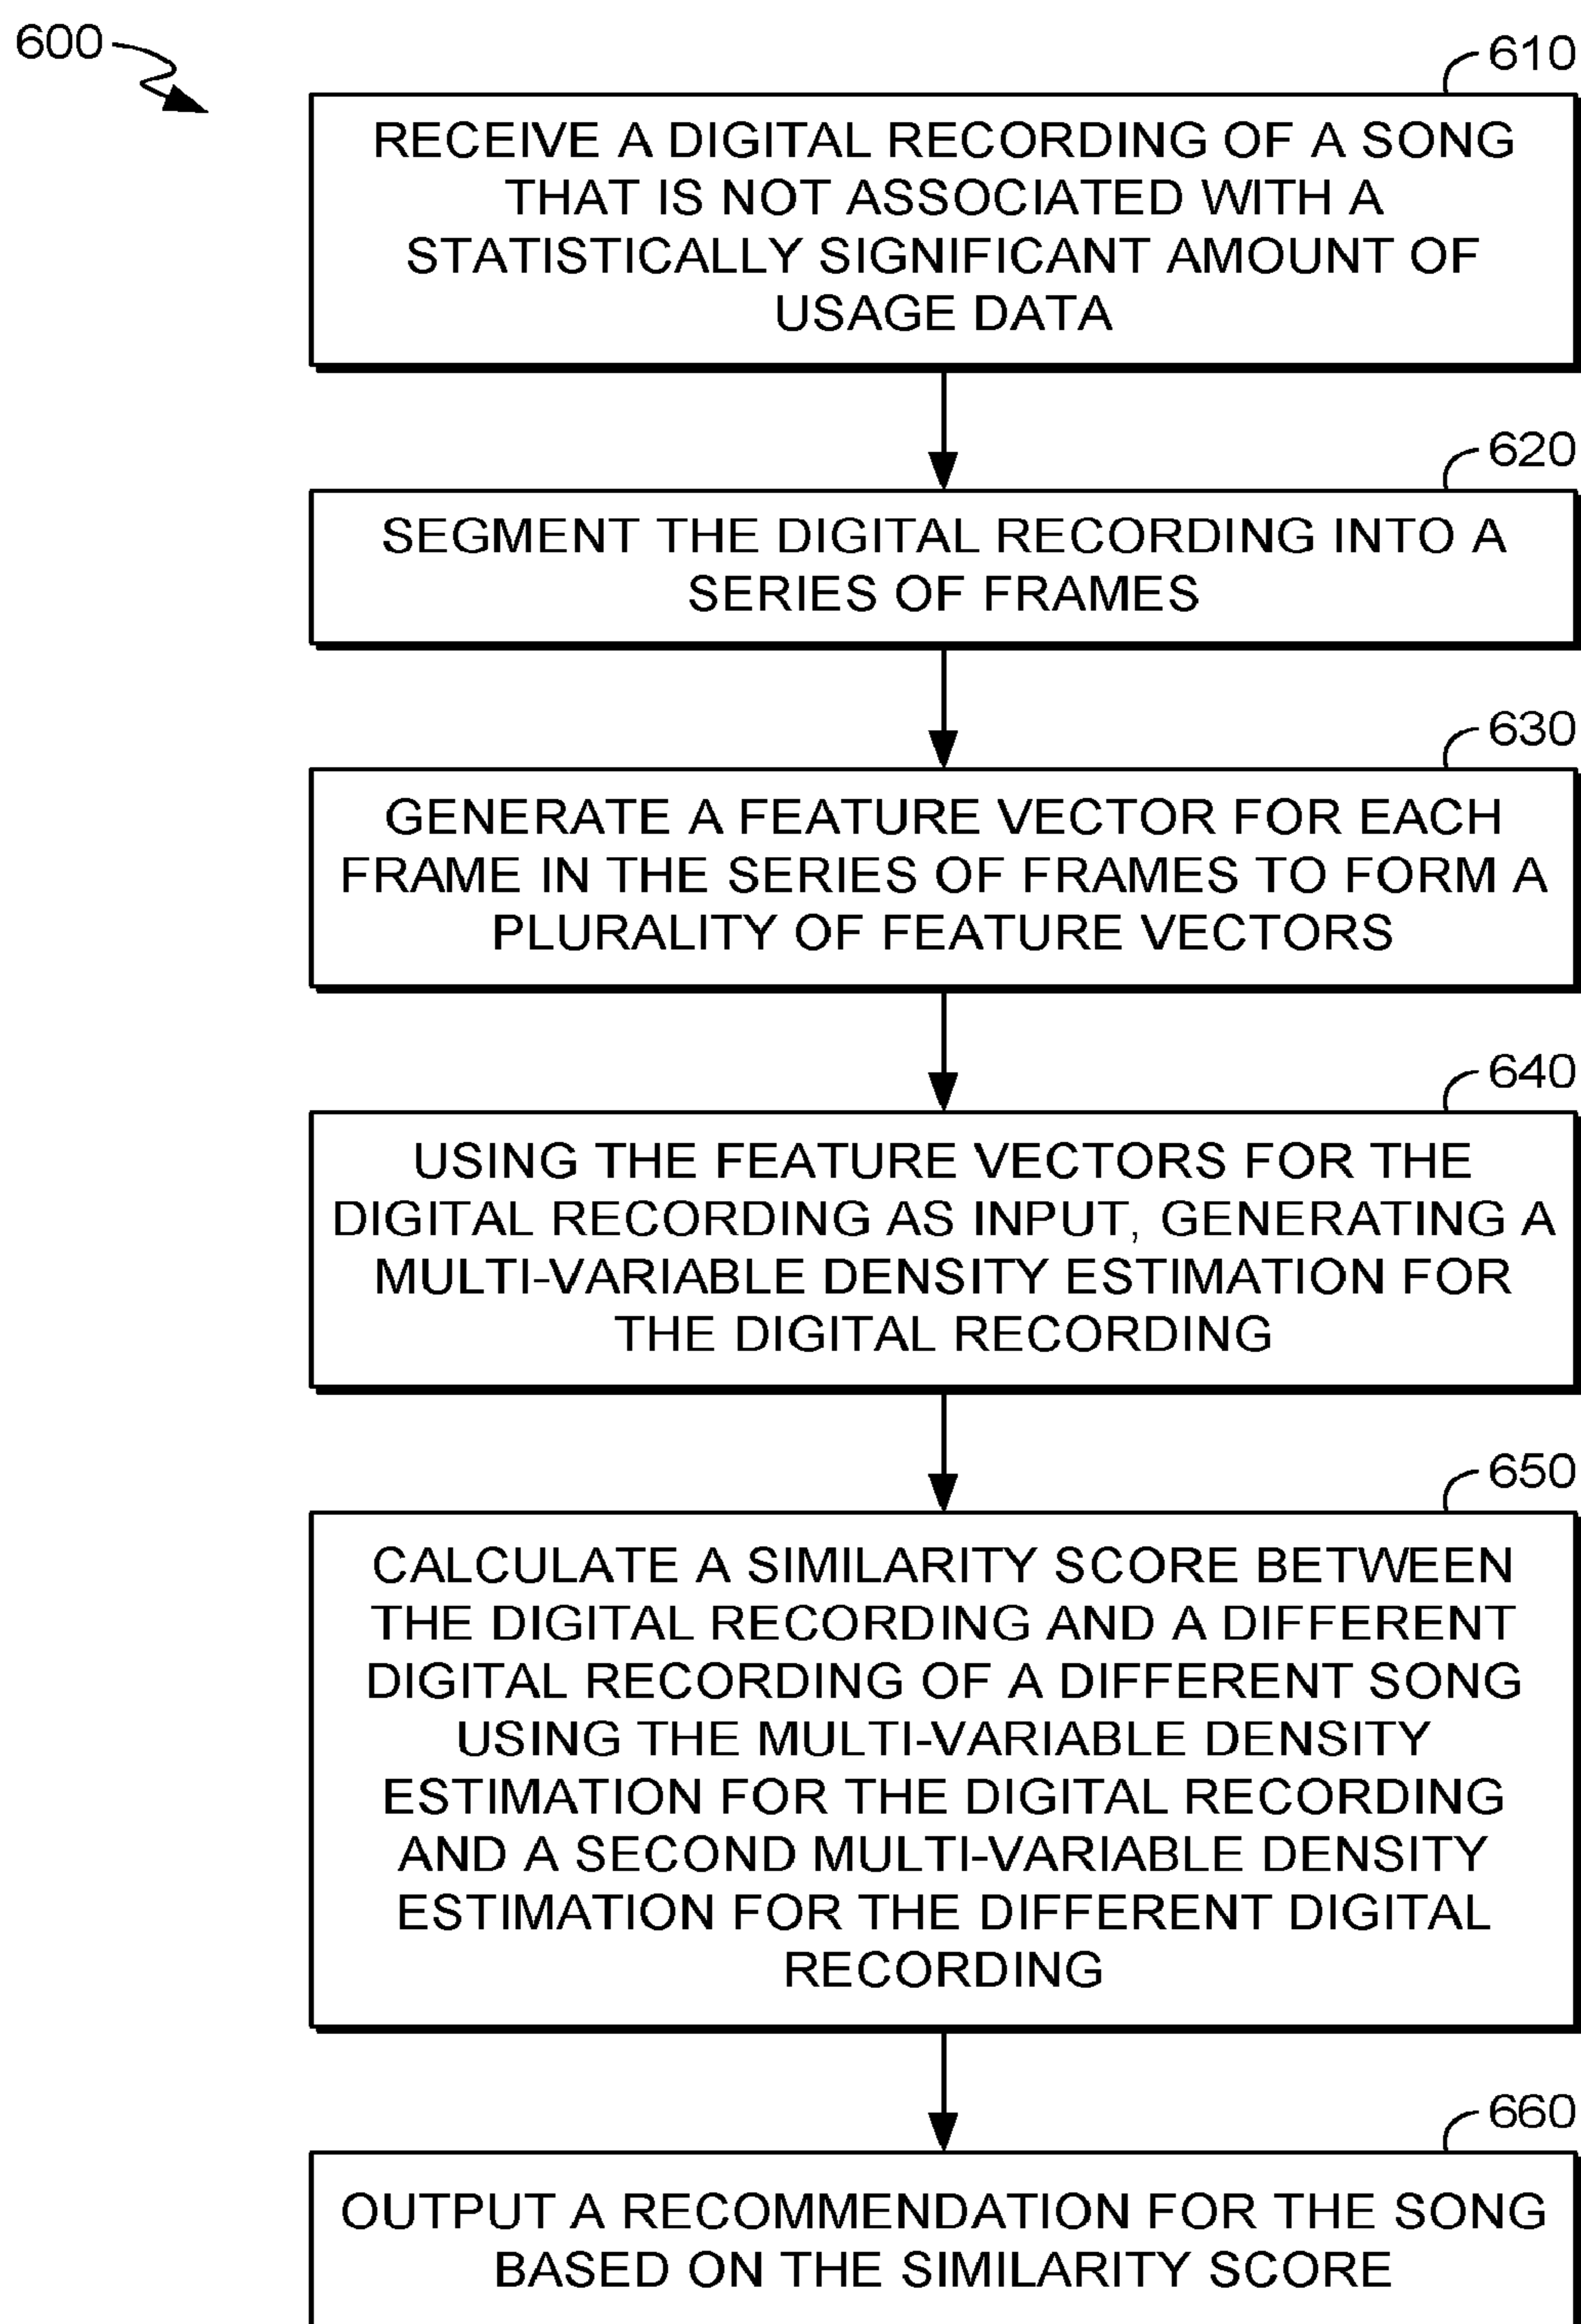 600
610
RECEIVE A DIGITAL RECORDING OF A SONG
THAT IS NOT ASSOCIATED WITH A
STATISTICALLY SIGNIFICANT AMOUNT OF
USAGE DATA
620
SEGMENT THE DIGITAL RECORDING INTO A
SERIES OF FRAMES
630
GENERATE A FEATURE VECTOR FOR EACH
FRAME IN THE SERIES OF FRAMES TO FORM A
PLURALITY OF FEATURE VECTORS
640
USING THE FEATURE VECTORS FOR THE
DIGITAL RECORDING AS INPUT, GENERATING A
MULTI-VARIABLE DENSITY ESTIMATION FOR
THE DIGITAL RECORDING
650
CALCULATE A SIMILARITY SCORE BETWEEN
THE DIGITAL RECORDING AND A DIFFERENT
DIGITAL RECORDING OF A DIFFERENT SONG
USING THE MULTI-VARIABLE DENSITY
ESTIMATION FOR THE DIGITAL RECORDING
AND A SECOND MULTI-VARIABLE DENSITY
ESTIMATION FOR THE DIFFERENT DIGITAL
RECORDING
660
OUTPUT A RECOMMENDATION FOR THE SONG
BASED ON THE SIMILARITY SCORE